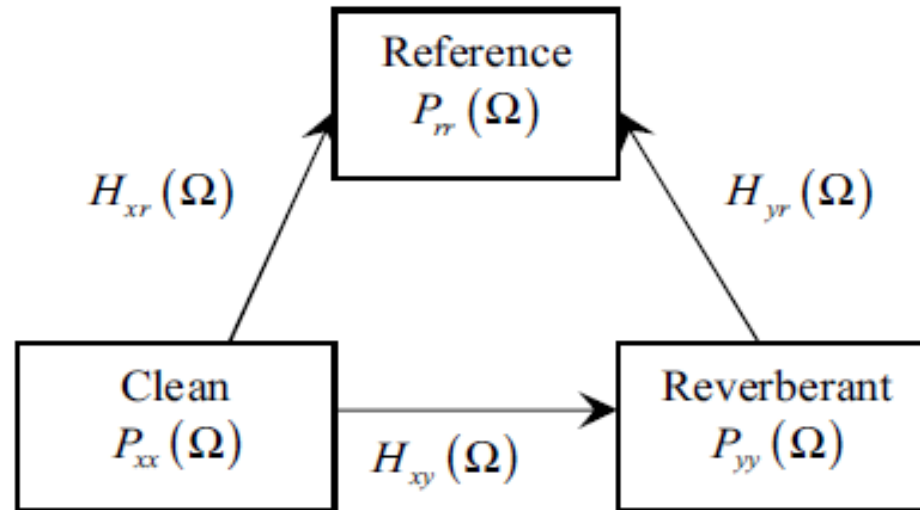 Reference
P_rr (Ω)
H_xr (Ω)
H_yr (Ω)
Clean
P_xx (Ω)
H_xy (Ω)
Reverberant
P_yy (Ω)